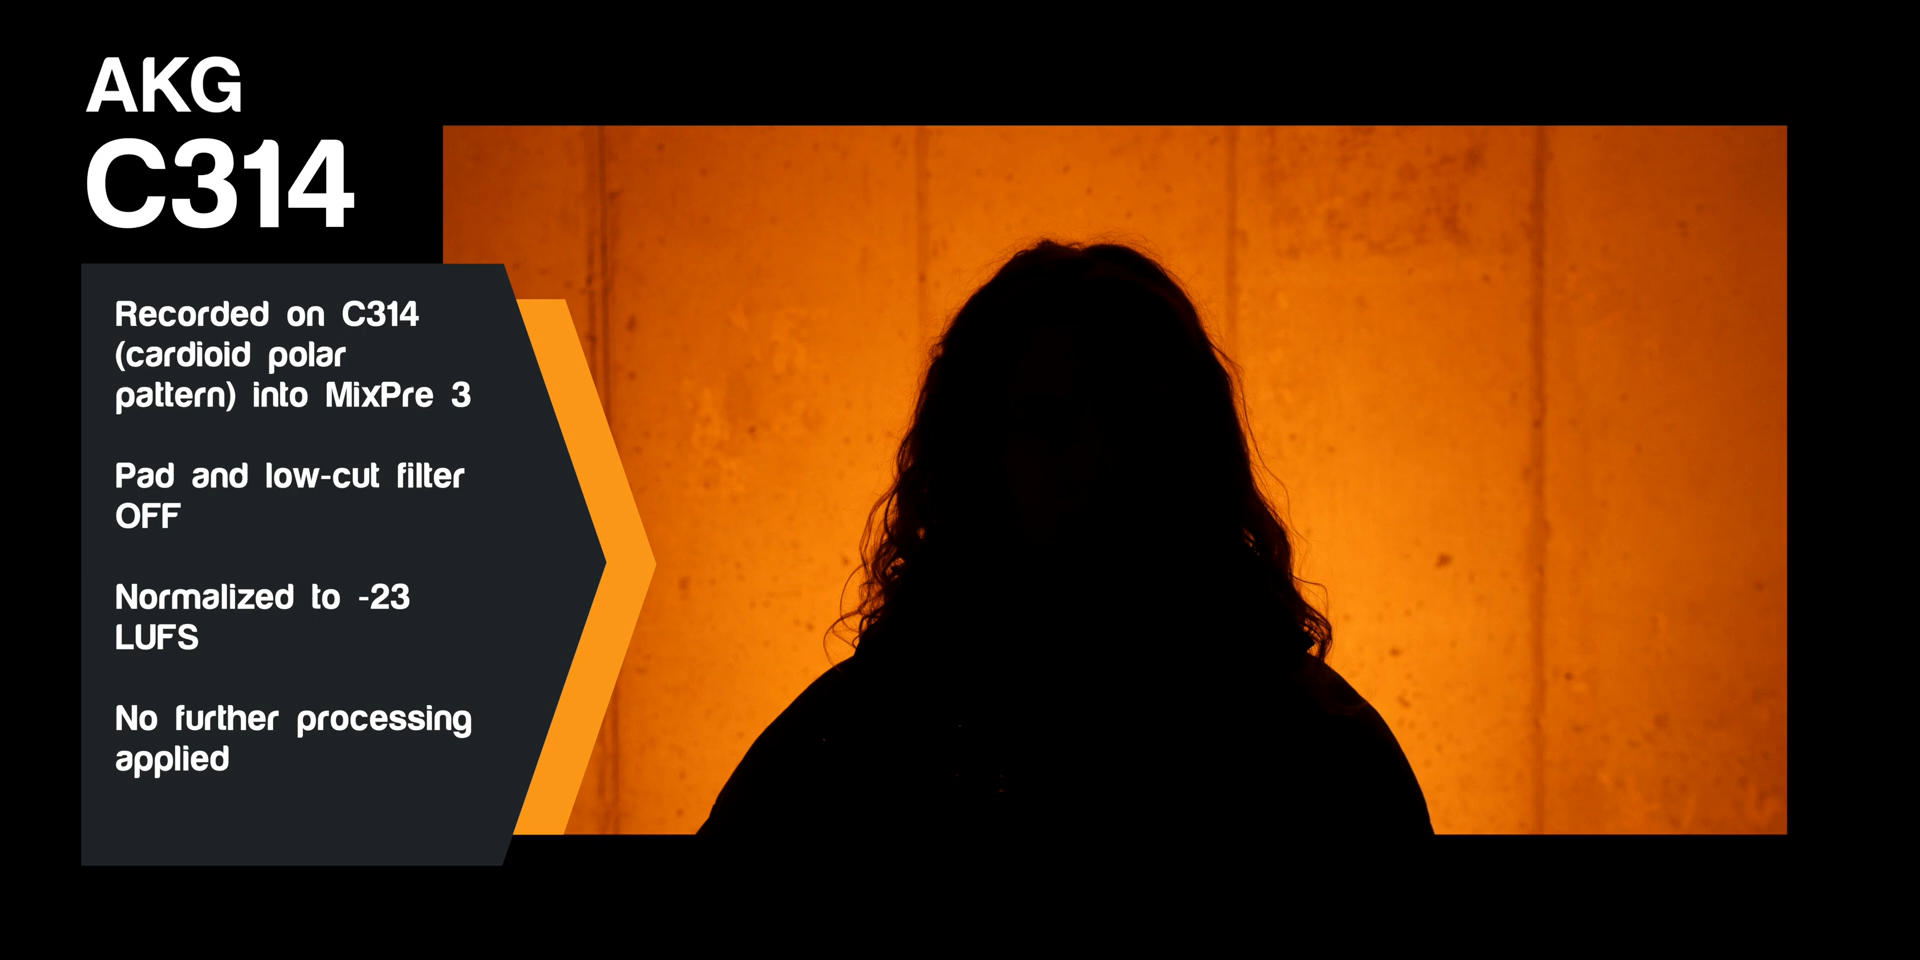 AKG
C314
Recorded on C314
(cardioid polar
pattern) into MixPre 3
Pad and low-cut filter
OFF
Normalized to -23
LUFS
No further processing
applied